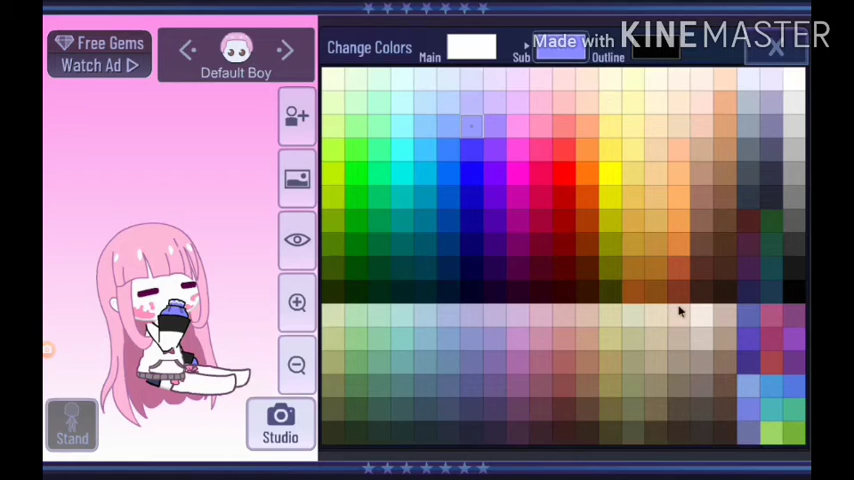 Free Gems
Watch Ad
Default Boy
Change Colors
Main
Sub
Outline
Made with KINEMASTER
X
Stand
Studio